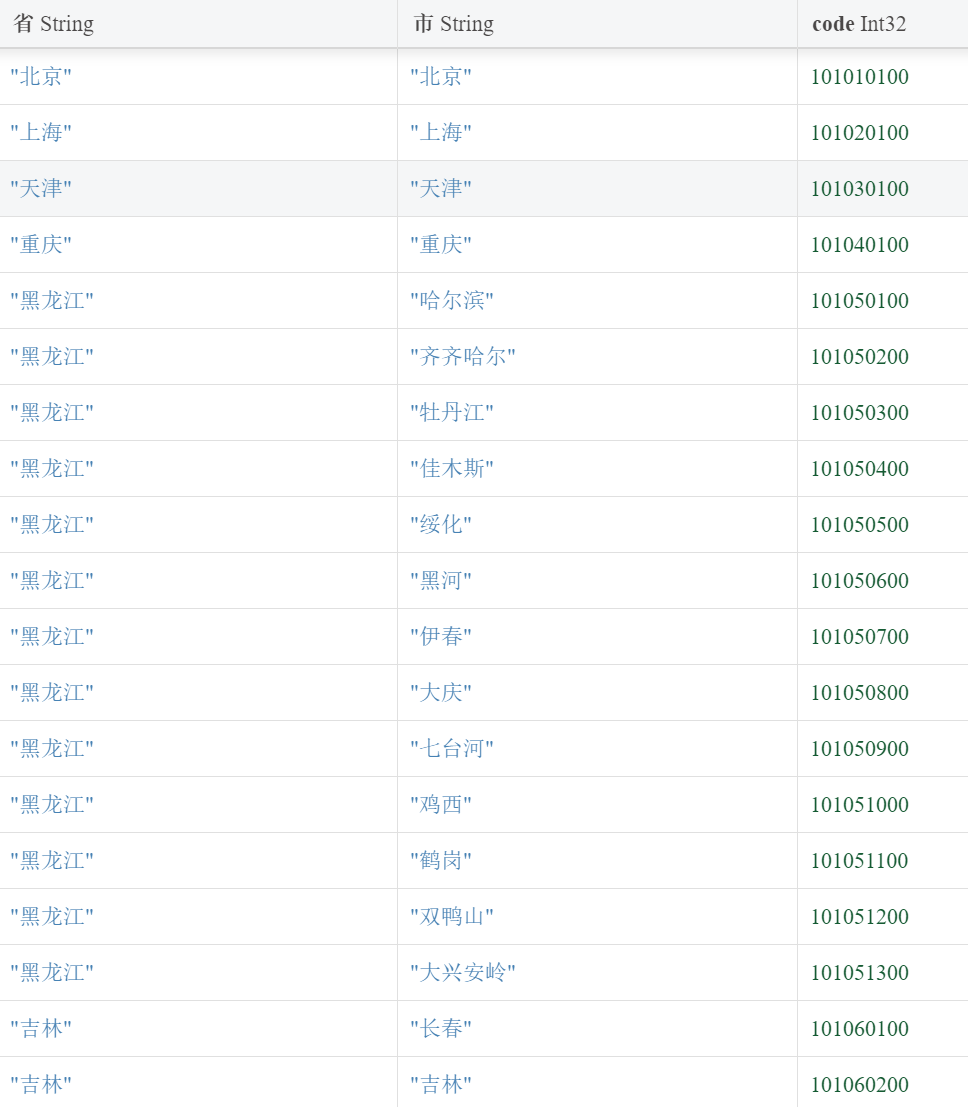 省 String 市 String code Int32
"北京" "北京" 101010100
"上海" "上海" 101020100
"天津" "天津" 101030100
"重庆" "重庆" 101040100
"黑龙江" "哈尔滨" 101050100
"黑龙江" "齐齐哈尔" 101050200
"黑龙江" "牡丹江" 101050300
"黑龙江" "佳木斯" 101050400
"黑龙江" "绥化" 101050500
"黑龙江" "黑河" 101050600
"黑龙江" "伊春" 101050700
"黑龙江" "大庆" 101050800
"黑龙江" "七台河" 101050900
"黑龙江" "鸡西" 101051000
"黑龙江" "鹤岗" 101051100
"黑龙江" "双鸭山" 101051200
"黑龙江" "大兴安岭" 101051300
"吉林" "长春" 101060100
"吉林" "吉林" 101060200